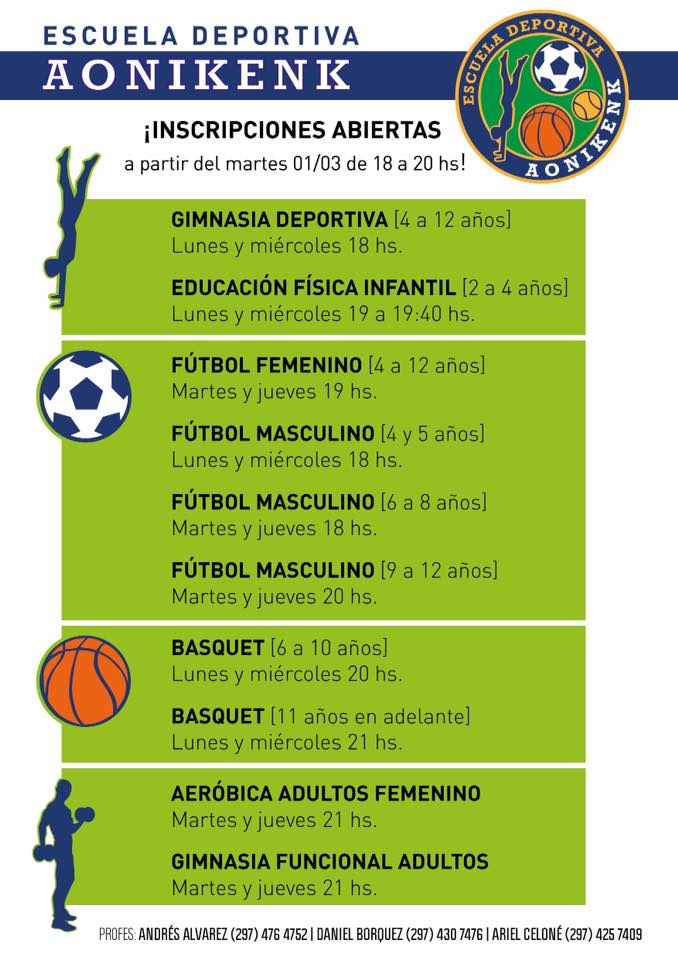 ESCUELA DEPORTIVA
AONIKENK
ESCUELA DEPORTIVA
AONIKENK
¡INSCRIPCIONES ABIERTAS
a partir del martes 01/03 de 18 a 20 hs!
GIMNASIA DEPORTIVA [4 a 12 años]
Lunes y miércoles 18 hs.
EDUCACIÓN FÍSICA INFANTIL [2 a 4 años]
Lunes y miércoles 19 a 19:40 hs.
FÚTBOL FEMENINO [4 a 12 años]
Martes y jueves 19 hs.
FÚTBOL MASCULINO [4 y 5 años]
Lunes y miércoles 18 hs.
FÚTBOL MASCULINO [6 a 8 años]
Martes y jueves 18 hs.
FÚTBOL MASCULINO [9 a 12 años]
Martes y jueves 20 hs.
BASQUET [6 a 10 años]
Lunes y miércoles 20 hs.
BASQUET [11 años en adelante]
Lunes y miércoles 21 hs.
AERÓBICA ADULTOS FEMENINO
Martes y jueves 21 hs.
GIMNASIA FUNCIONAL ADULTOS
Martes y jueves 21 hs.
PROFES: ANDRÉS ALVAREZ (297) 476 4752 | DANIEL BORQUEZ (297) 430 7476 | ARIEL CELONÉ (297) 425 7409